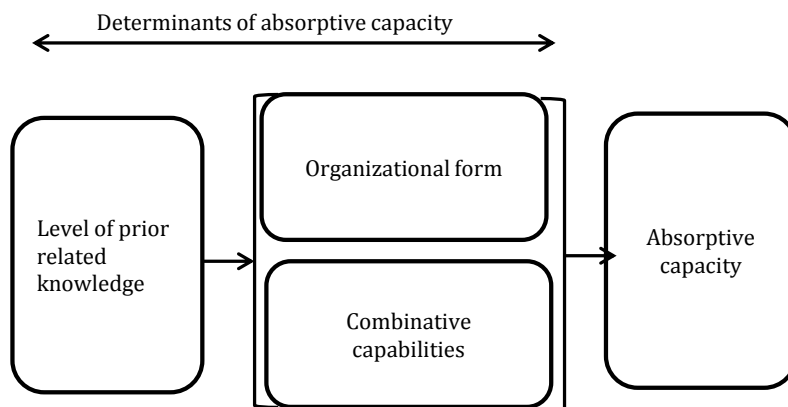 Determinants of absorptive capacity
Organizational form
Level of prior
related
knowledge
Absorptive
capacity
Combinative
capabilities